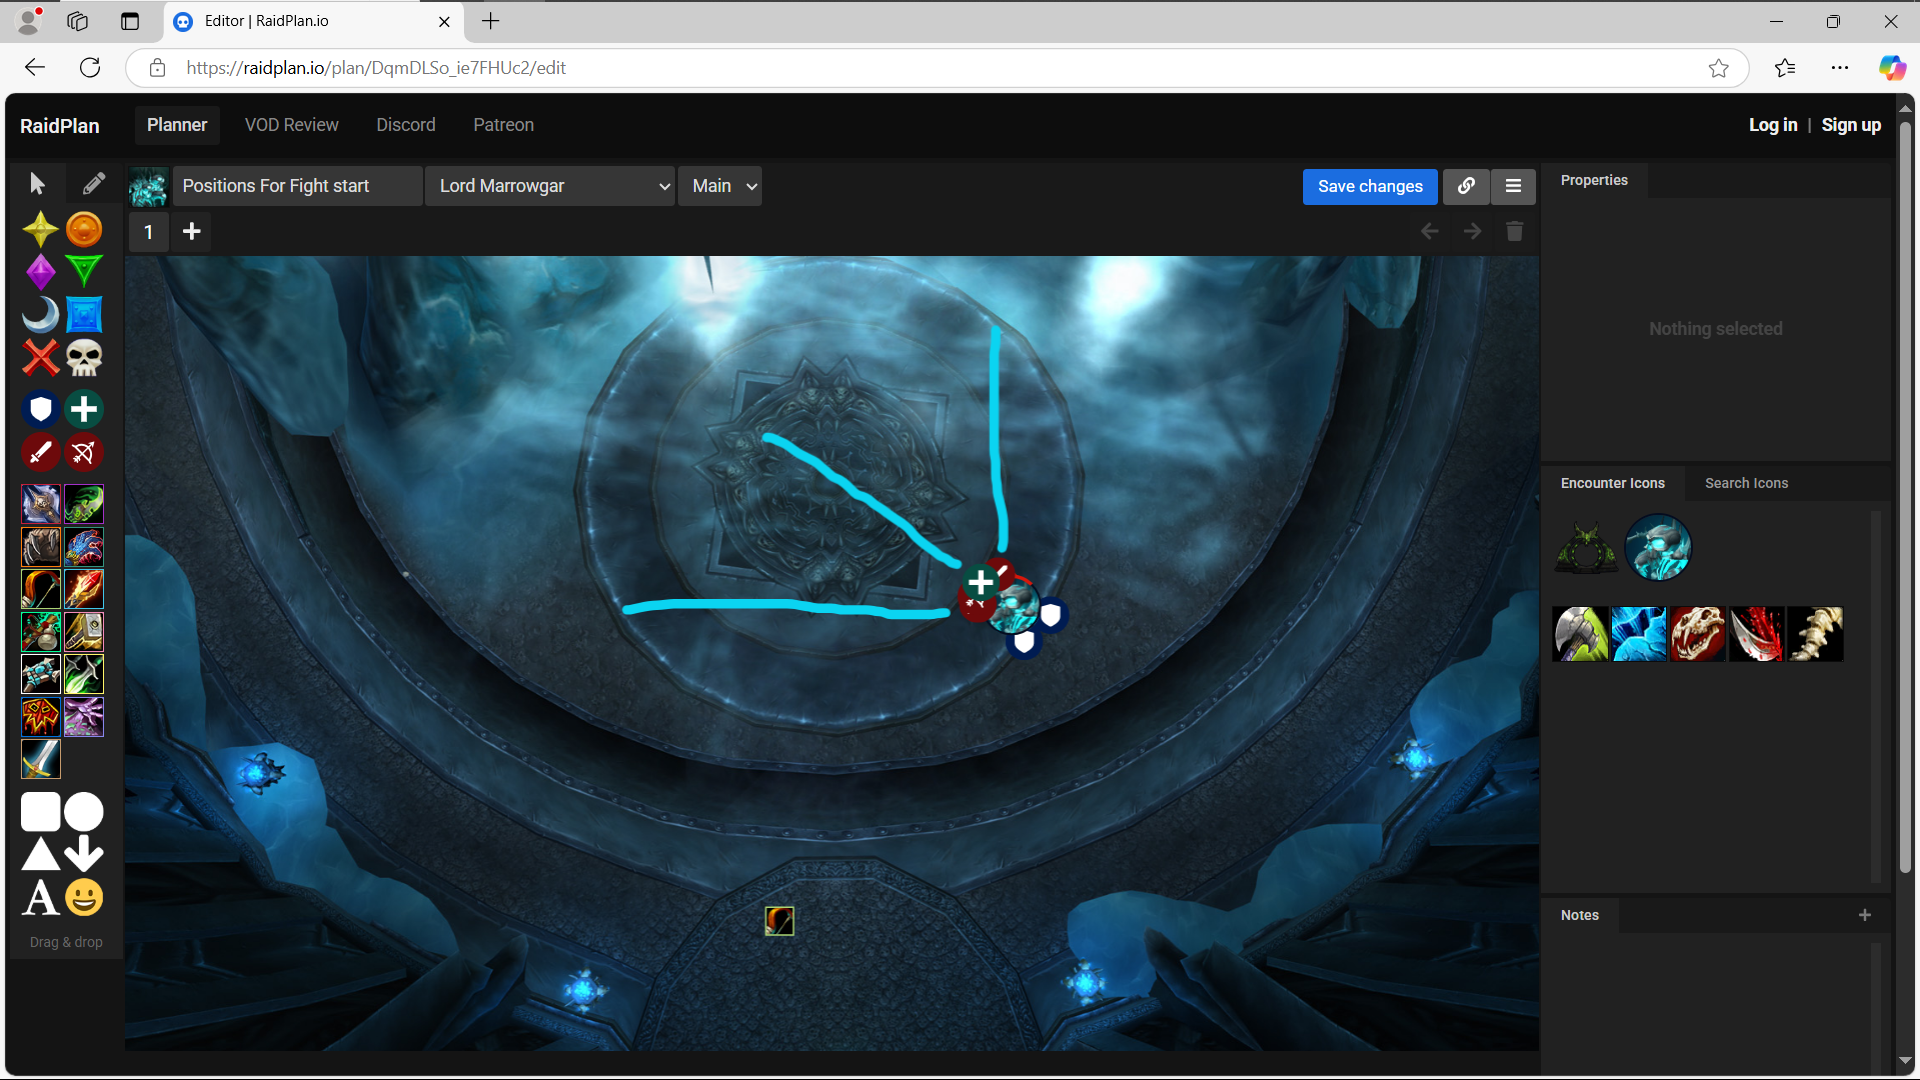 Editor | RaidPlan.io
https://raidplan.io/plan/DqmDLSo_ie7FHUc2/edit
RaidPlan
Planner
VOD Review
Discord
Patreon
Log in | Sign up
Positions For Fight start
Lord Marrowgar
Main
Save changes
Properties
1
Nothing selected
Encounter Icons
Search Icons
A
Notes
Drag & drop